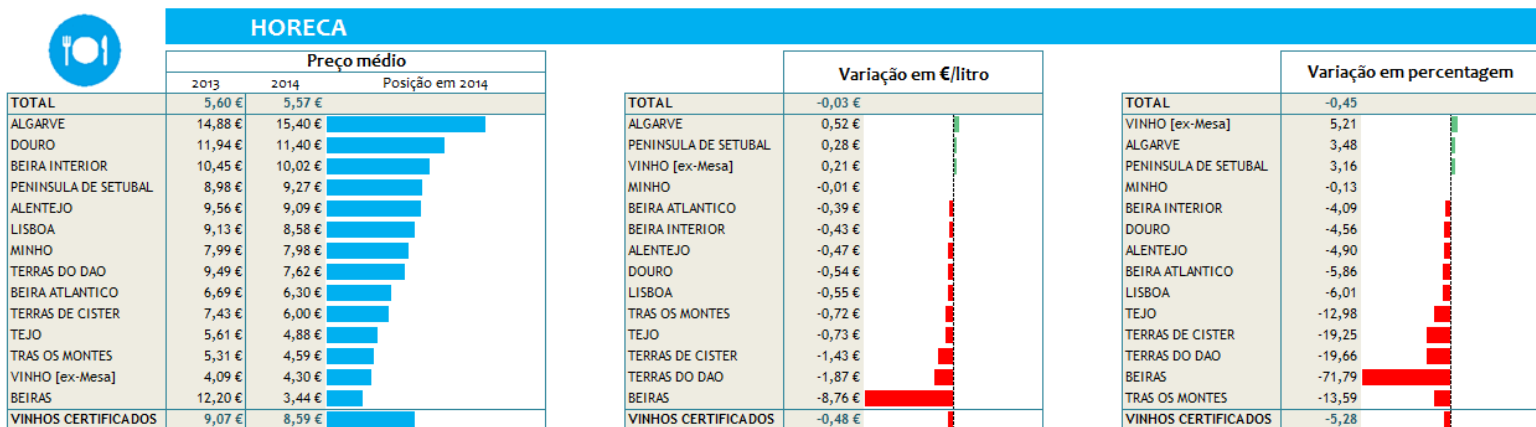 HORECA
Preço médio
2013 2014 Posição em 2014
TOTAL 5,60 € 5,57 €
ALGARVE 14,88 € 15,40 €
DOURO 11,94 € 11,40 €
BEIRA INTERIOR 10,45 € 10,02 €
PENINSULA DE SETUBAL 8,98 € 9,27 €
ALENTEJO 9,56 € 9,09 €
LISBOA 9,13 € 8,58 €
MINHO 7,99 € 7,98 €
TERRAS DO DAO 9,49 € 7,62 €
BEIRA ATLANTICO 6,69 € 6,30 €
TERRAS DE CISTER 7,43 € 6,00 €
TEJO 5,61 € 4,88 €
TRAS OS MONTES 5,31 € 4,59 €
VINHO [ex-Mesa] 4,09 € 4,30 €
BEIRAS 12,20 € 3,44 €
VINHOS CERTIFICADOS 9,07 € 8,59 €
Variação em €/litro
TOTAL -0,03 €
ALGARVE 0,52 €
PENINSULA DE SETUBAL 0,28 €
VINHO [ex-Mesa] 0,21 €
MINHO -0,01 €
BEIRA ATLANTICO -0,39 €
BEIRA INTERIOR -0,43 €
ALENTEJO -0,47 €
DOURO -0,54 €
LISBOA -0,55 €
TRAS OS MONTES -0,72 €
TEJO -0,73 €
TERRAS DE CISTER -1,43 €
TERRAS DO DAO -1,87 €
BEIRAS -8,76 €
VINHOS CERTIFICADOS -0,48 €
Variação em percentagem
TOTAL -0,45
VINHO [ex-Mesa] 5,21
ALGARVE 3,48
PENINSULA DE SETUBAL 3,16
MINHO -0,13
BEIRA INTERIOR -4,09
DOURO -4,56
ALENTEJO -4,90
BEIRA ATLANTICO -5,86
LISBOA -6,01
TEJO -12,98
TERRAS DE CISTER -19,25
TERRAS DO DAO -19,66
BEIRAS -71,79
TRAS OS MONTES -13,59
VINHOS CERTIFICADOS -5,28